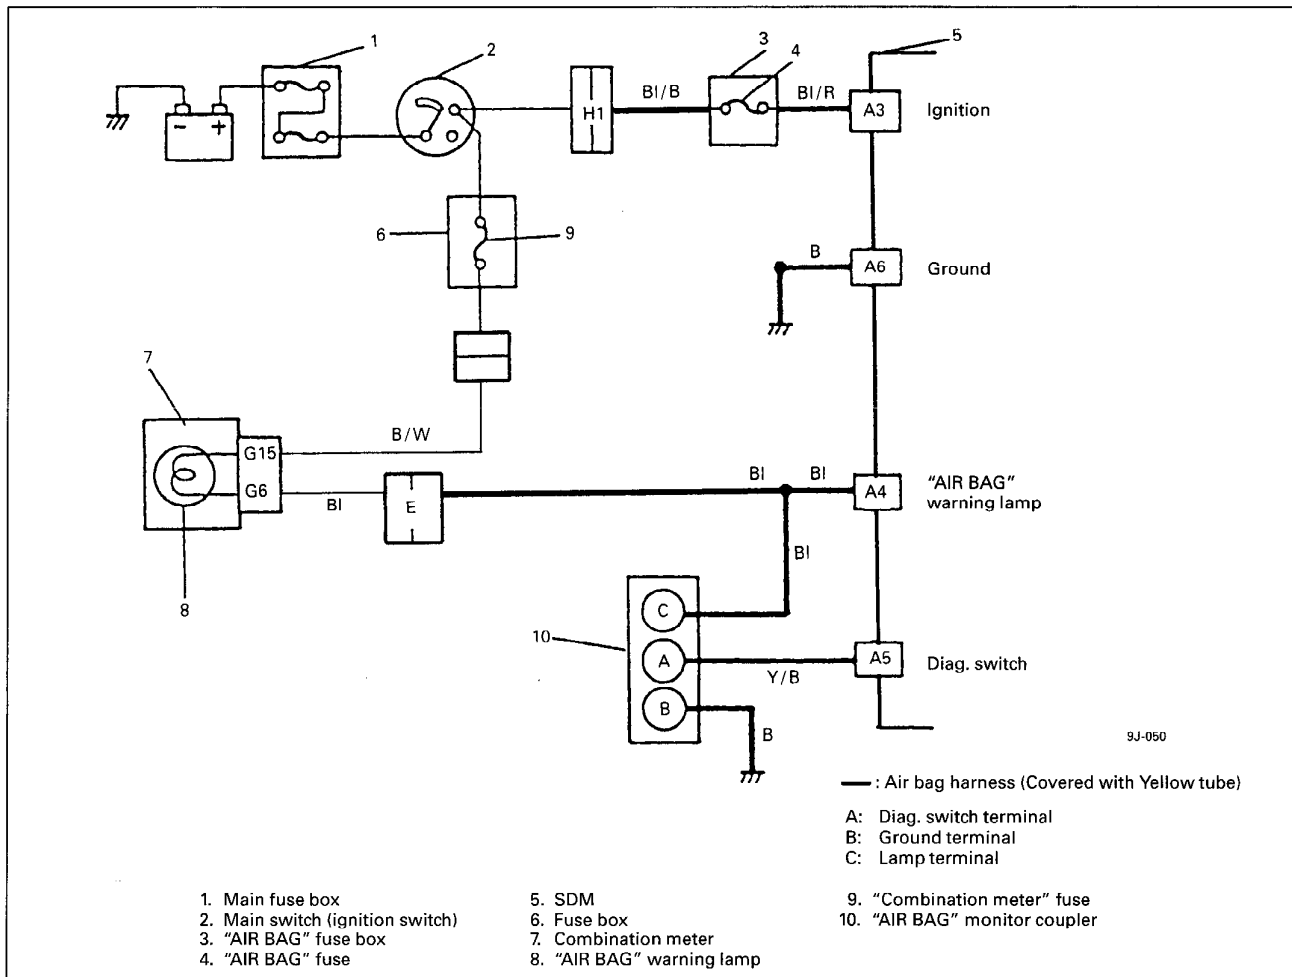 1
2
3
4
5
- +
H1
Bl/B
Bl/R
A3
Ignition
6
9
B
A6
Ground
7
G15
G6
B/W
Bl
E
Bl
Bl
A4
"AIR BAG"
warning lamp
Bl
8
10
C
A
B
Y/B
B
A5
Diag. switch
9J-050
: Air bag harness (Covered with Yellow tube)
A: Diag. switch terminal
B: Ground terminal
C: Lamp terminal
1. Main fuse box
2. Main switch (ignition switch)
3. "AIR BAG" fuse box
4. "AIR BAG" fuse
5. SDM
6. Fuse box
7. Combination meter
8. "AIR BAG" warning lamp
9. "Combination meter" fuse
10. "AIR BAG" monitor coupler